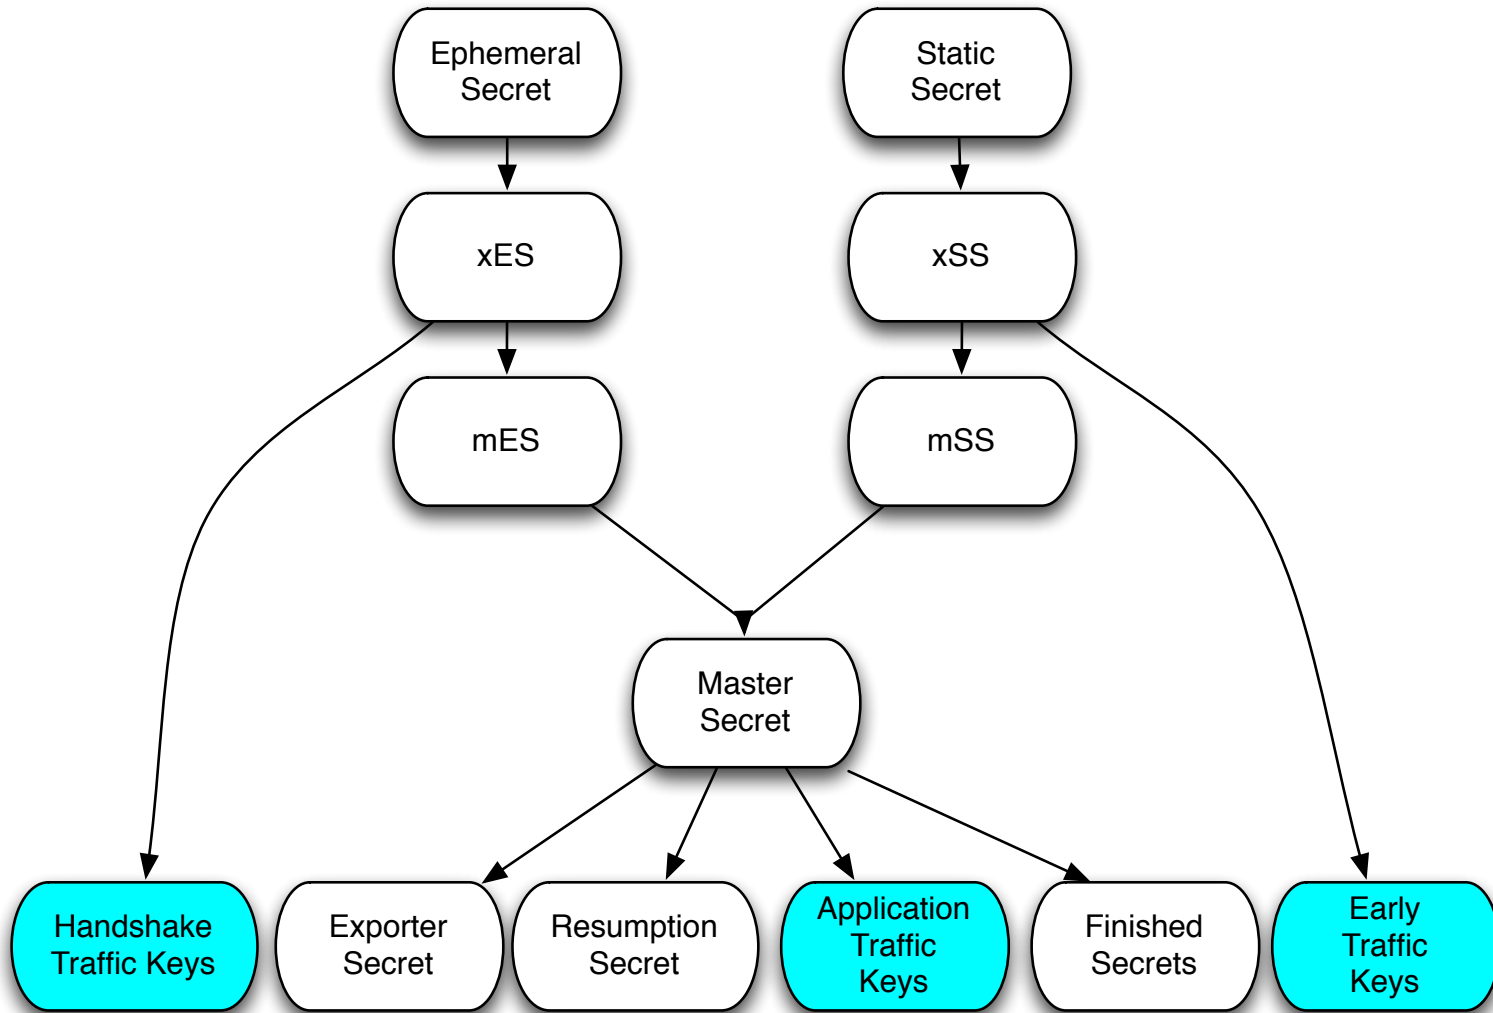 Ephemeral
Secret
Static
Secret
xES
xSS
mES
mSS
Master
Secret
Handshake
Traffic Keys
Exporter
Secret
Resumption
Secret
Application
Traffic
Keys
Finished
Secrets
Early
Traffic
Keys